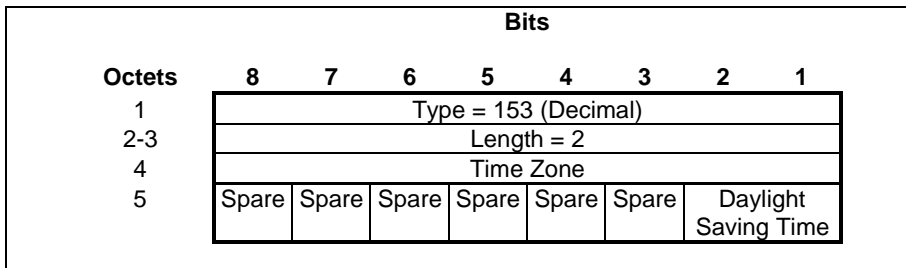 Bits
Octets 8 7 6 5 4 3 2 1
1 Type = 153 (Decimal)
2-3 Length = 2
4 Time Zone
5 Spare Spare Spare Spare Spare Spare Daylight
Saving Time